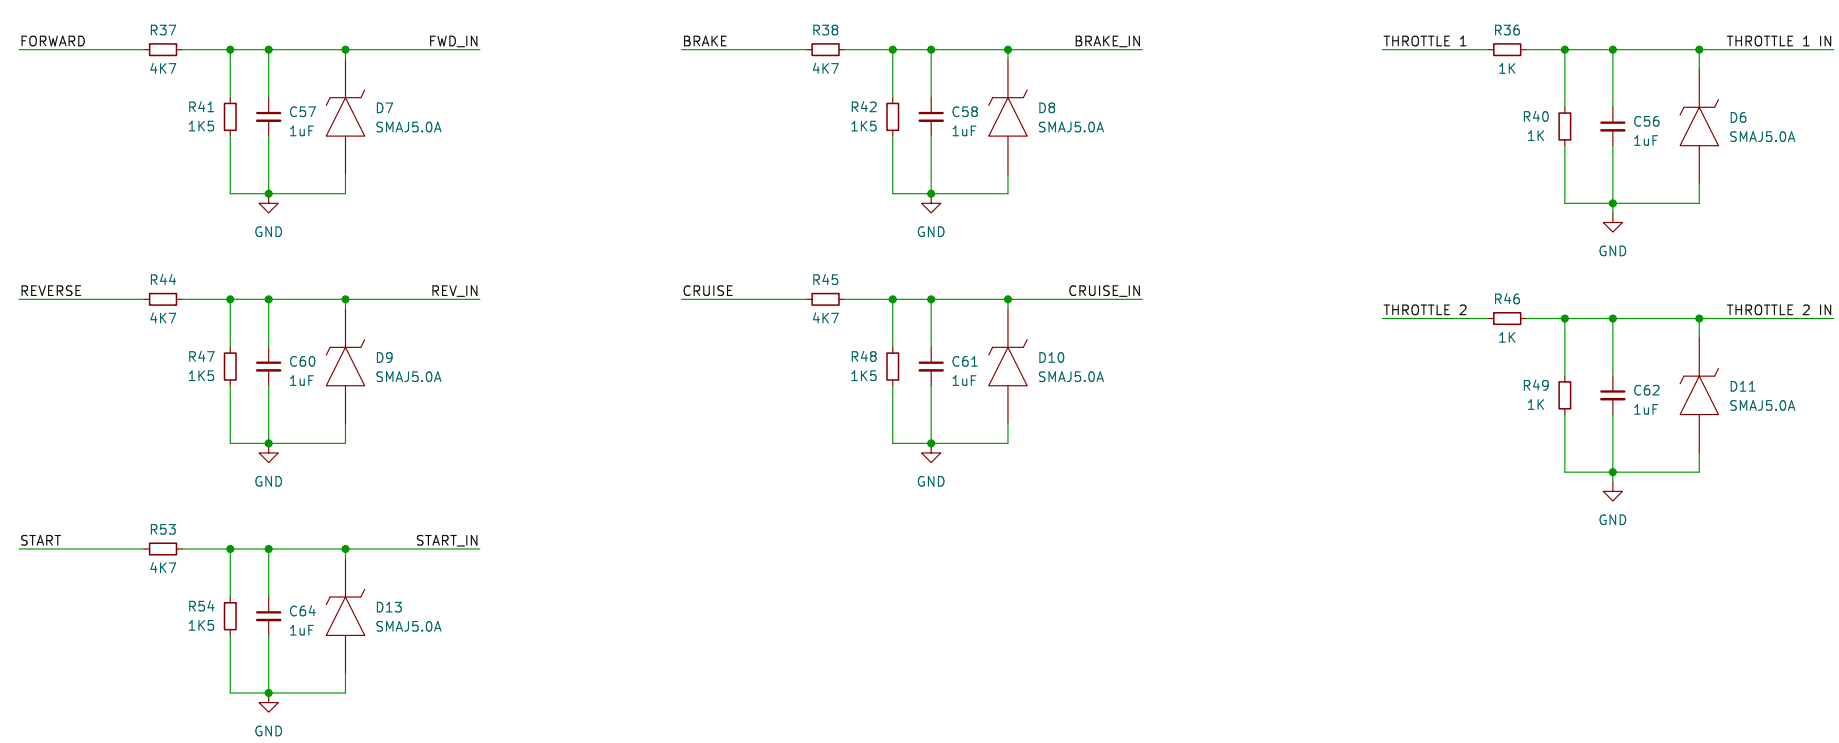 R37
FORWARD
FWD_IN
4K7
R41
1K5
C57
1uF
D7
SMAJ5.0A
GND
R38
BRAKE
BRAKE_IN
4K7
R42
1K5
C58
1uF
D8
SMAJ5.0A
GND
R36
THROTTLE 1
THROTTLE 1 IN
1K
R40
1K
C56
1uF
D6
SMAJ5.0A
GND
R44
REVERSE
REV_IN
4K7
R47
1K5
C60
1uF
D9
SMAJ5.0A
GND
R45
CRUISE
CRUISE_IN
4K7
R48
1K5
C61
1uF
D10
SMAJ5.0A
GND
R46
THROTTLE 2
THROTTLE 2 IN
1K
R49
1K
C62
1uF
D11
SMAJ5.0A
GND
R53
START
START_IN
4K7
R54
1K5
C64
1uF
D13
SMAJ5.0A
GND